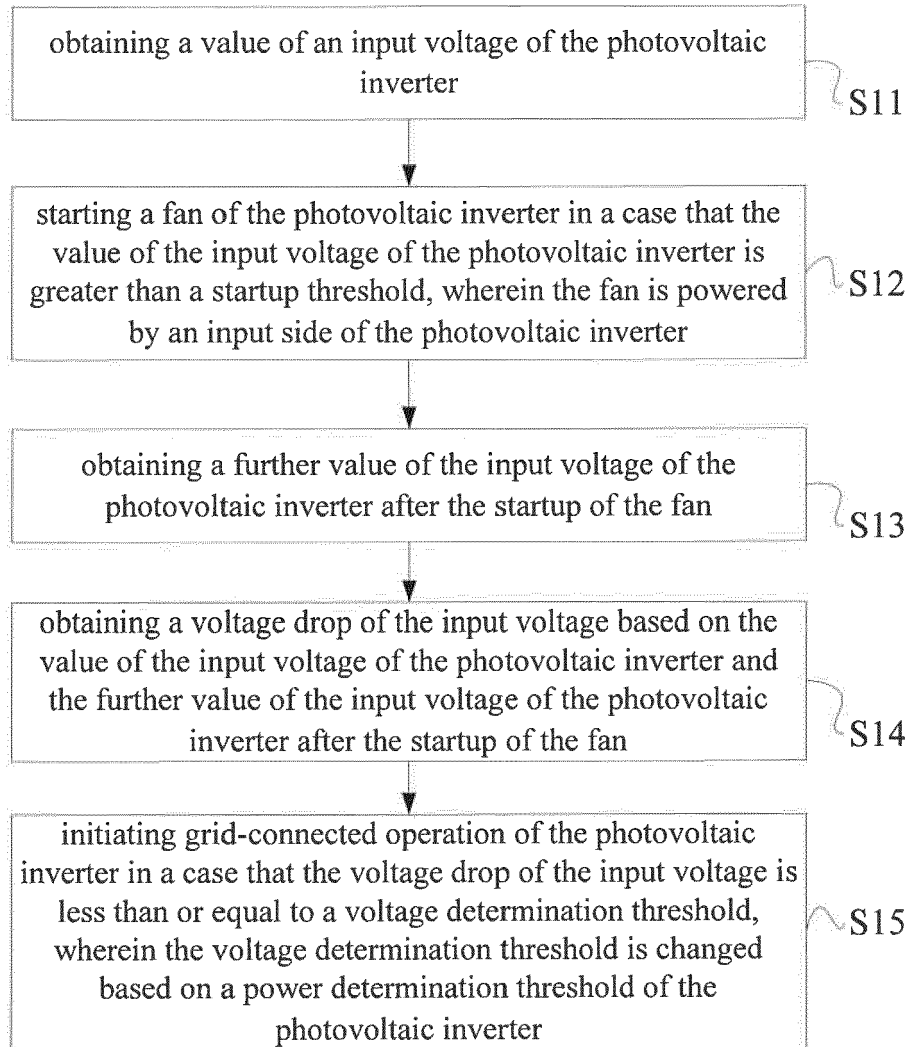 obtaining a value of an input voltage of the photovoltaic
inverter
S11
starting a fan of the photovoltaic inverter in a case that the
value of the input voltage of the photovoltaic inverter is
greater than a startup threshold, wherein the fan is powered
by an input side of the photovoltaic inverter
S12
obtaining a further value of the input voltage of the
photovoltaic inverter after the startup of the fan
S13
obtaining a voltage drop of the input voltage based on the
value of the input voltage of the photovoltaic inverter and
the further value of the input voltage of the photovoltaic
inverter after the startup of the fan
S14
initiating grid-connected operation of the photovoltaic
inverter in a case that the voltage drop of the input voltage is
less than or equal to a voltage determination threshold,
wherein the voltage determination threshold is changed
based on a power determination threshold of the
photovoltaic inverter
S15